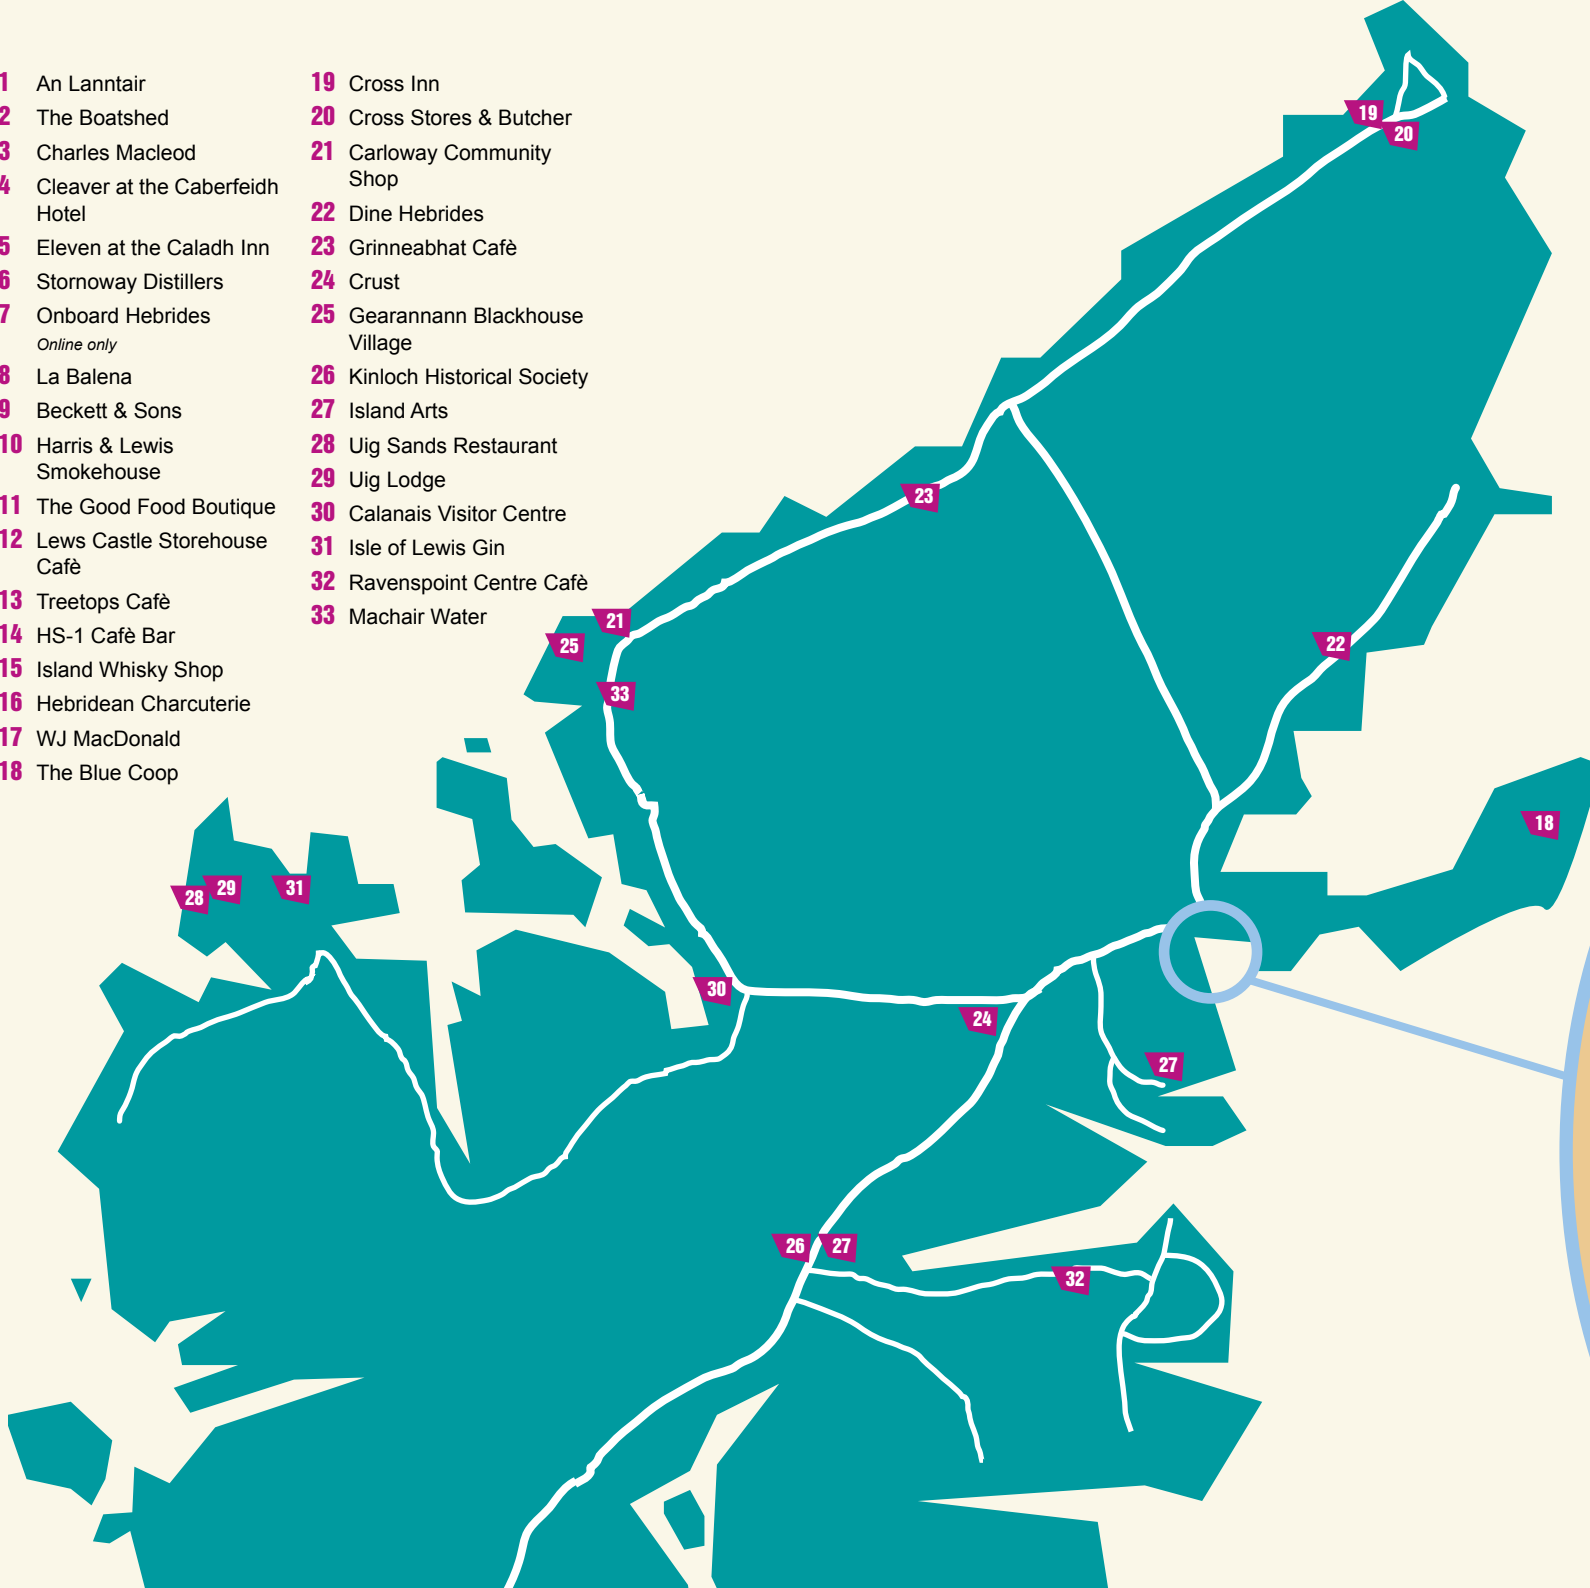 1 An Lanntair
2 The Boatshed
3 Charles Macleod
4 Cleaver at the Caberfeidh
Hotel
5 Eleven at the Caladh Inn
6 Stornoway Distillers
7 Onboard Hebrides
Online only
8 La Balena
9 Beckett & Sons
10 Harris & Lewis
Smokehouse
11 The Good Food Boutique
12 Lews Castle Storehouse
Cafè
13 Treetops Cafè
14 HS-1 Cafè Bar
15 Island Whisky Shop
16 Hebridean Charcuterie
17 WJ MacDonald
18 The Blue Coop
19 Cross Inn
20 Cross Stores & Butcher
21 Carloway Community
Shop
22 Dine Hebrides
23 Grinneabhat Cafè
24 Crust
25 Gearannann Blackhouse
Village
26 Kinloch Historical Society
27 Island Arts
28 Uig Sands Restaurant
29 Uig Lodge
30 Calanais Visitor Centre
31 Isle of Lewis Gin
32 Ravenspoint Centre Cafè
33 Machair Water
19
20
23
21
25
22
33
18
28
29
31
30
24
27
26
27
32